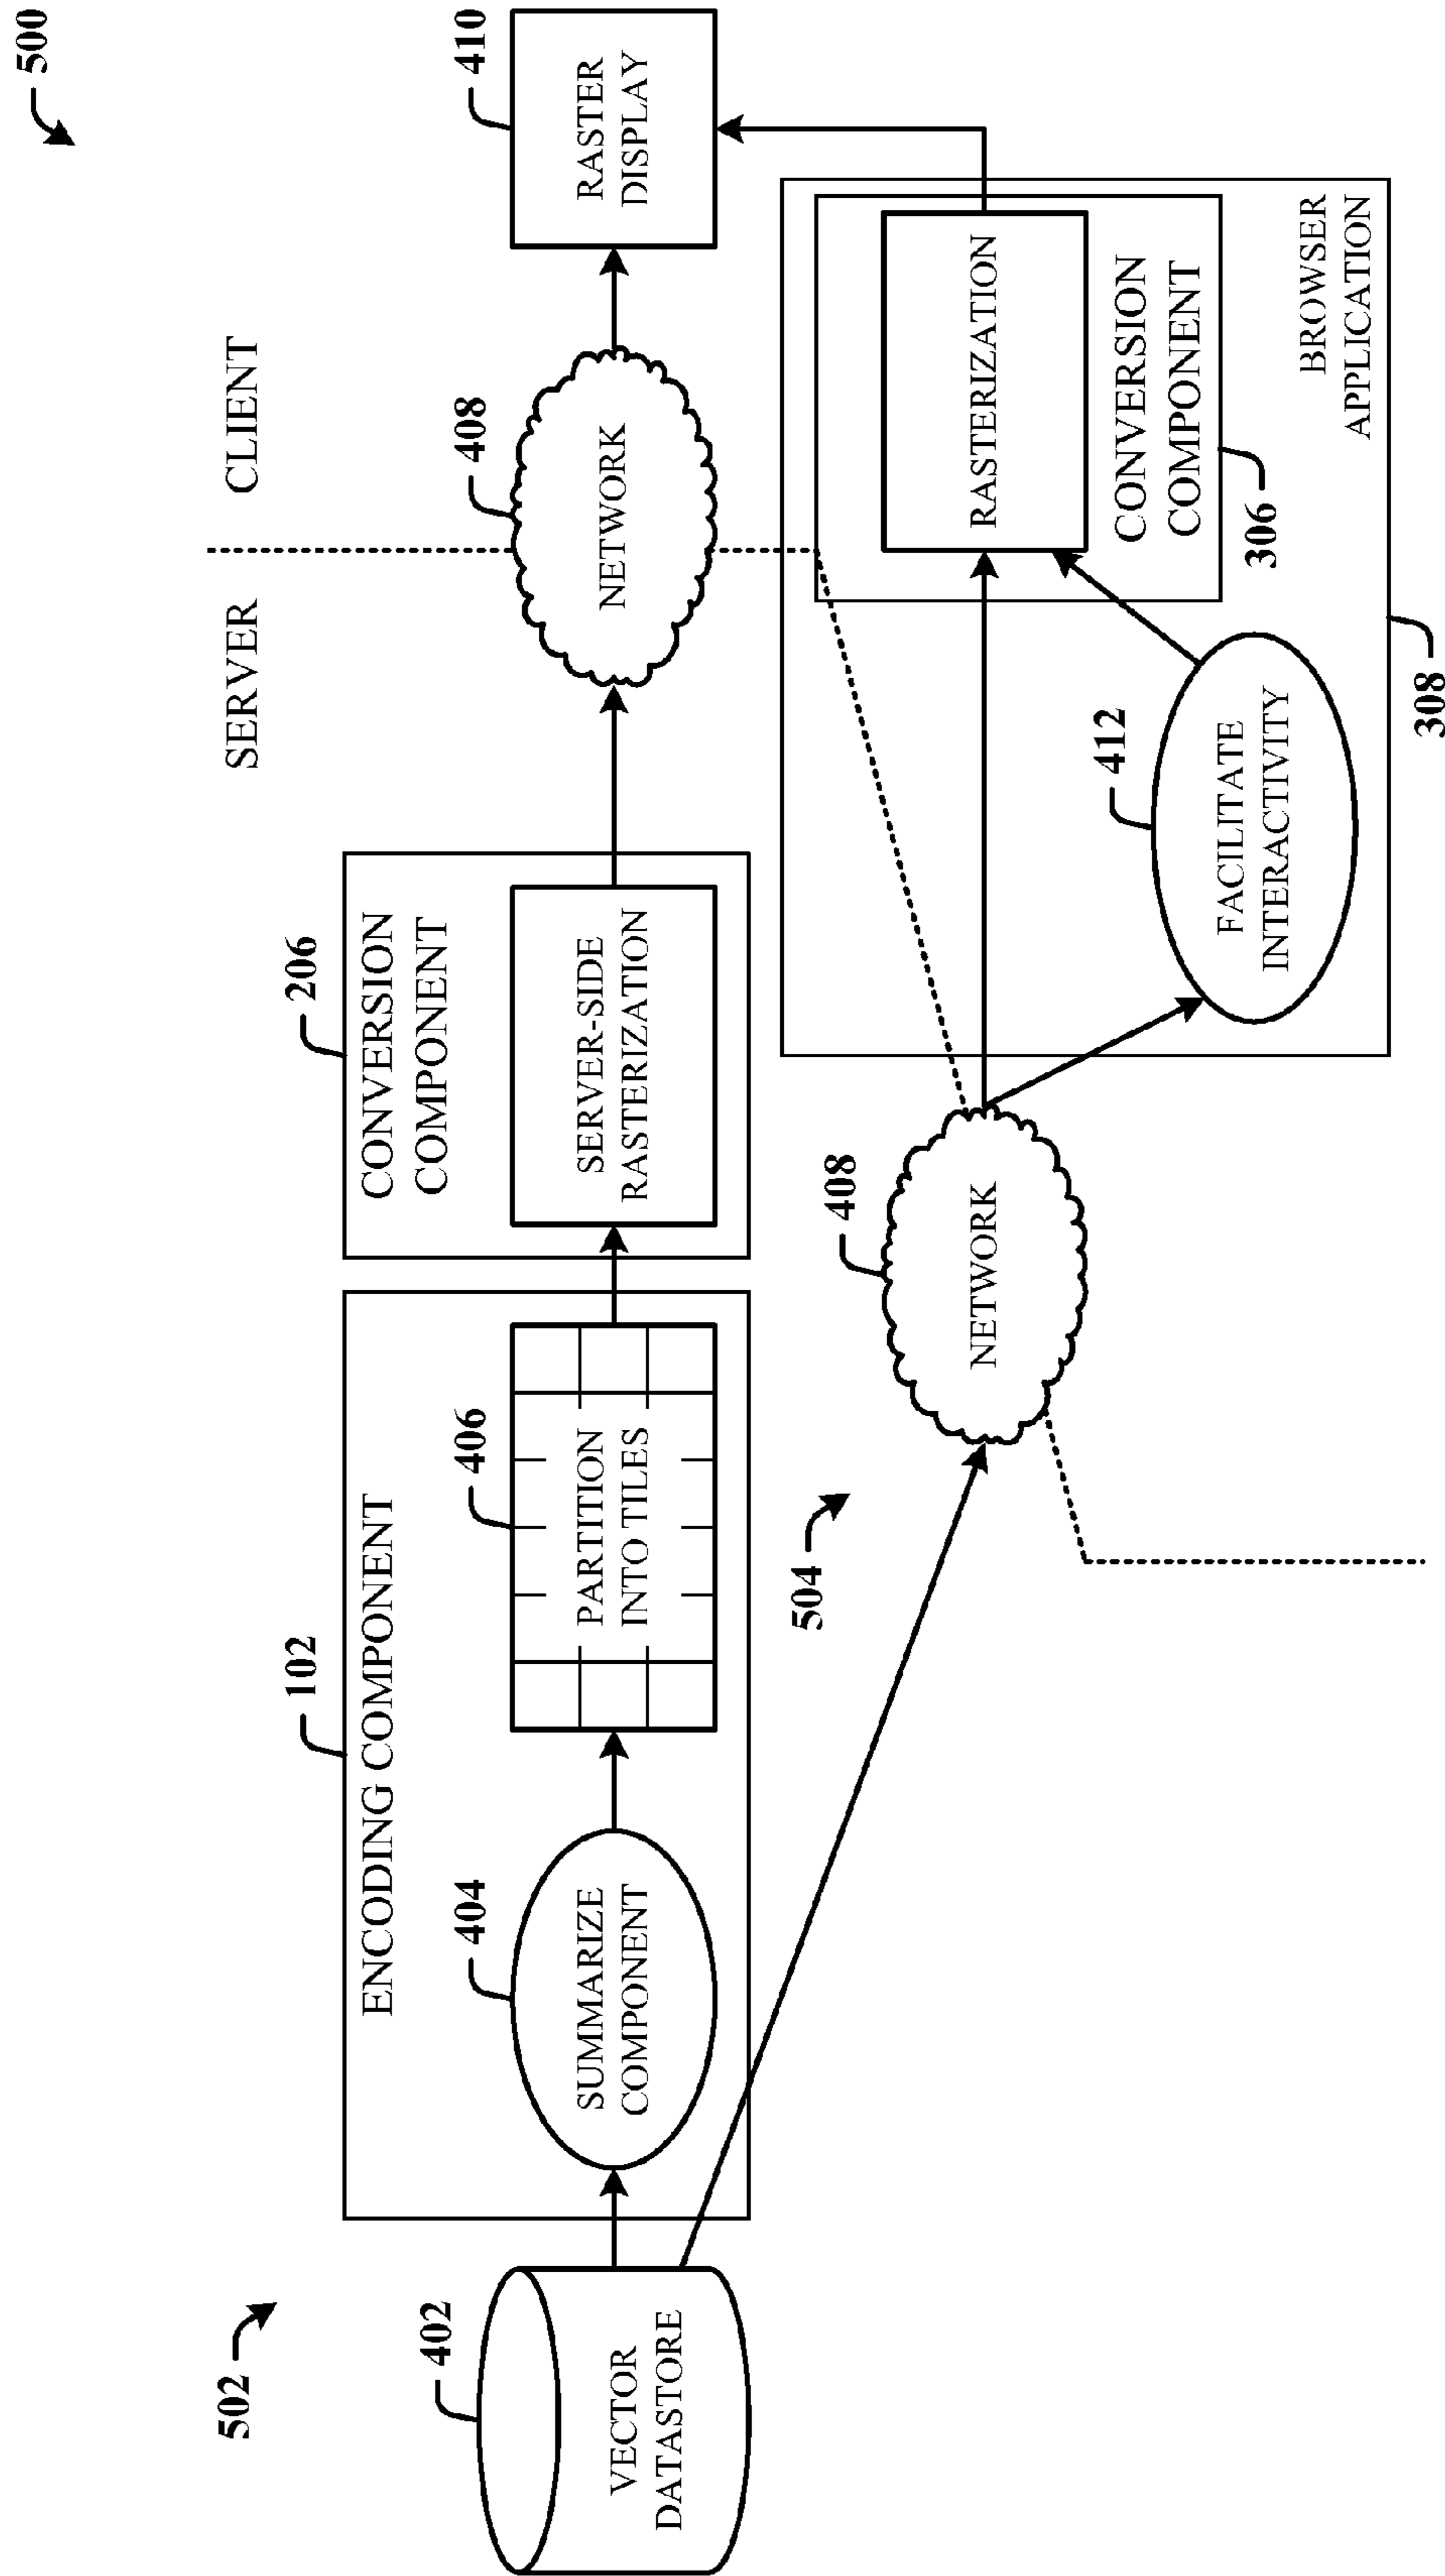 500
SERVER
CLIENT
502
102
206
ENCODING COMPONENT
CONVERSION
COMPONENT
402
404
406
408
410
VECTOR
DATASTORE
SUMMARIZE
COMPONENT
PARTITION
INTO TILES
SERVER-SIDE
RASTERIZATION
NETWORK
RASTER
DISPLAY
504
408
NETWORK
RASTERIZATION
CONVERSION
COMPONENT
306
412
FACILITATE
INTERACTIVITY
BROWSER
APPLICATION
308